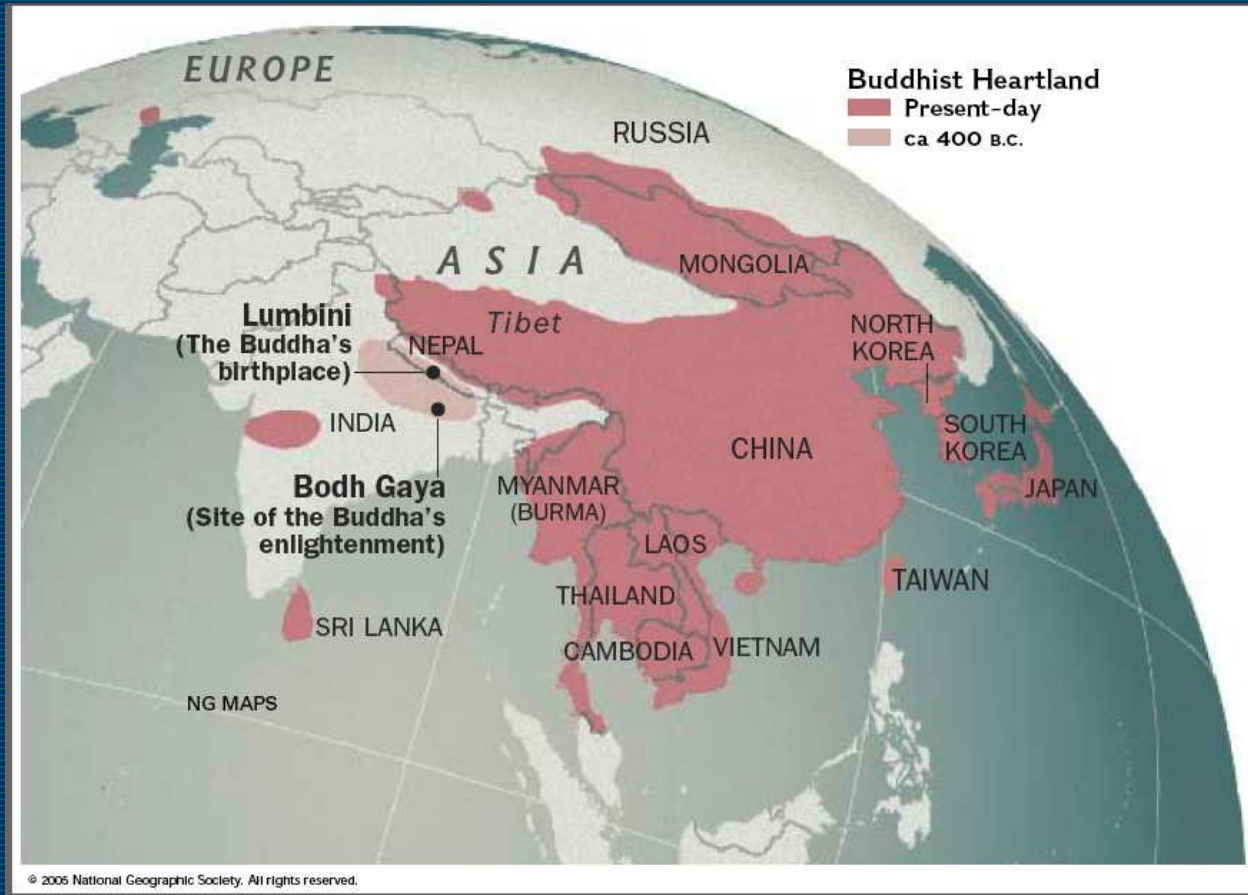 EUROPE
Buddhist Heartland
Present-day
ca 400 B.C.
RUSSIA
ASIA
MONGOLIA
Lumbini
(The Buddha's
birthplace)
Tibet
NEPAL
NORTH
KOREA
INDIA
SOUTH
KOREA
CHINA
Bodh Gaya
(Site of the Buddha's
enlightenment)
MYANMAR
(BURMA)
JAPAN
LAOS
TAIWAN
THAILAND
SRI LANKA
CAMBODIA
VIETNAM
NG MAPS
© 2005 National Geographic Society. All rights reserved.